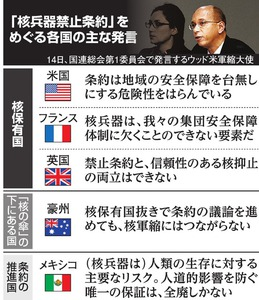 「核兵器禁止条約」を
めぐる各国の主な発言
14日、国連総会第1委員会で発言するウッド米軍縮大使
核保有国
米国
条約は地域の安全保障を台無し
にする危険性をはらんでいる
フランス
核兵器は、我々の集団安全保障
体制に欠くことのできない要素だ
英国
禁止条約と、信頼性のある核抑止
の両立はできない
「核の傘」の
下にある国
豪州
核保有国抜きで条約の議論を進
めても、核軍縮にはつながらない
条約の
推進国
メキシコ
（核兵器は）人類の生存に対する
主要なリスク。人道的影響を防ぐ
唯一の保証は、全廃しかない